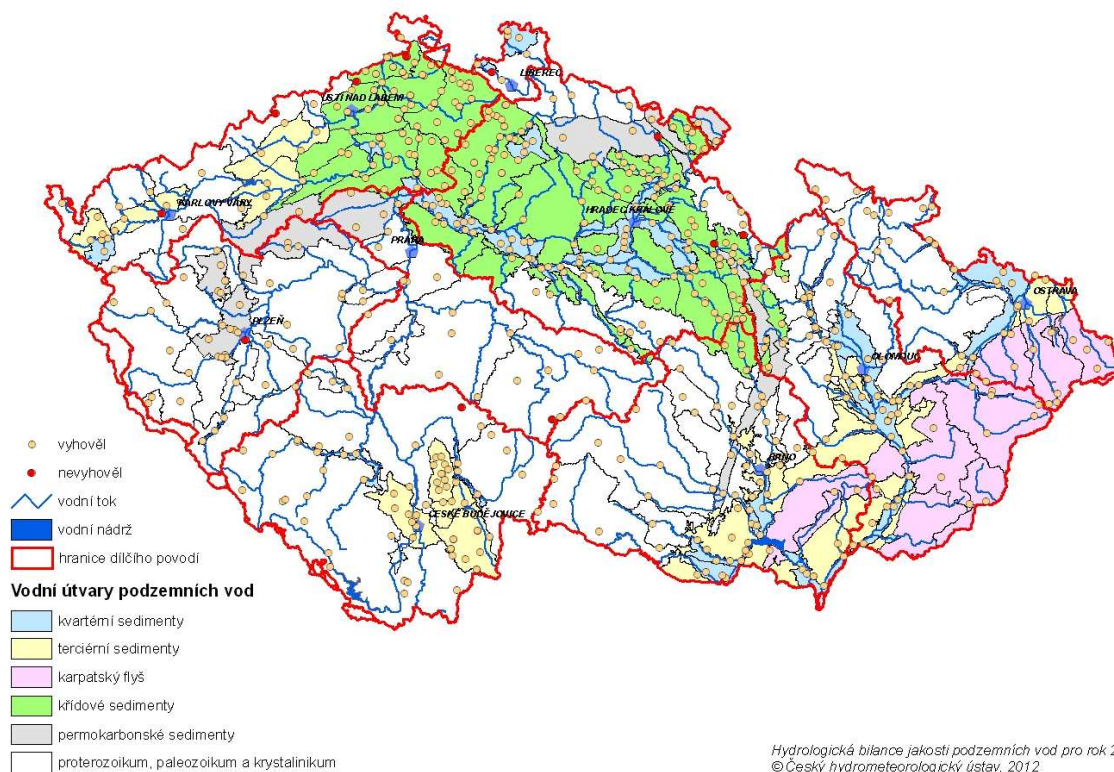 LIBEREC
ÚSTÍ NAD LABEM
KARLOVY VARY
HRADEC KRÁLOVÉ
PRAHA
OSTRAVA
PLZEŇ
OLOMOUC
BRNO
ČESKÉ BUDĚJOVICE
vyhověl
nevyhověl
vodní tok
vodní nádrž
hranice dílčího povodí
Vodní útvary podzemních vod
kvartérní sedimenty
terciérní sedimenty
karpatský flyš
křídové sedimenty
permokarbonské sedimenty
proterozoikum, paleozoikum a krystalinikum
Hydrologická bilance jakosti podzemních vod pro rok 2
© Český hydrometeorologický ústav, 2012